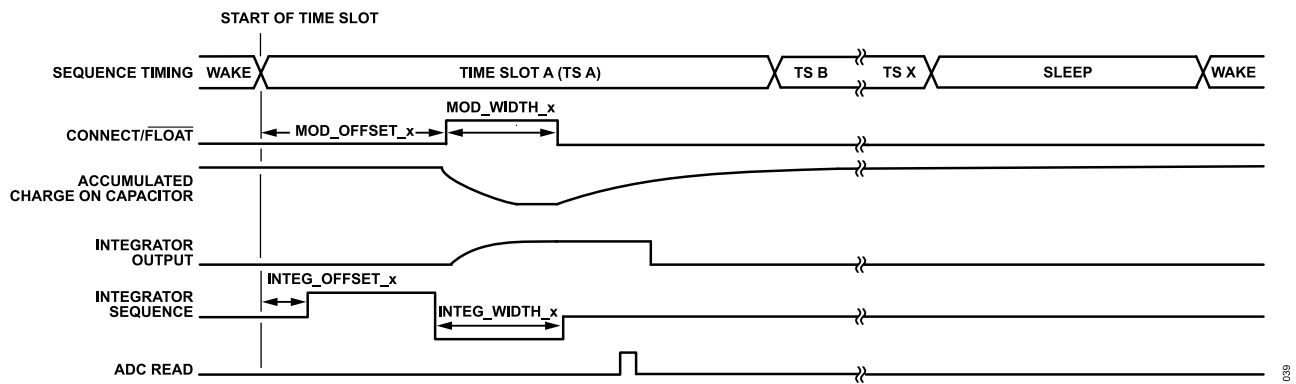 START OF TIME SLOT
SEQUENCE TIMING
WAKE
TIME SLOT A (TS A)
TS B
TS X
SLEEP
WAKE
MOD_WIDTH_x
CONNECT/FLOAT
MOD_OFFSET_x
ACCUMULATED
CHARGE ON CAPACITOR
INTEGRATOR
OUTPUT
INTEG_OFFSET_x
INTEGRATOR
SEQUENCE
INTEG_WIDTH_x
ADC READ
039